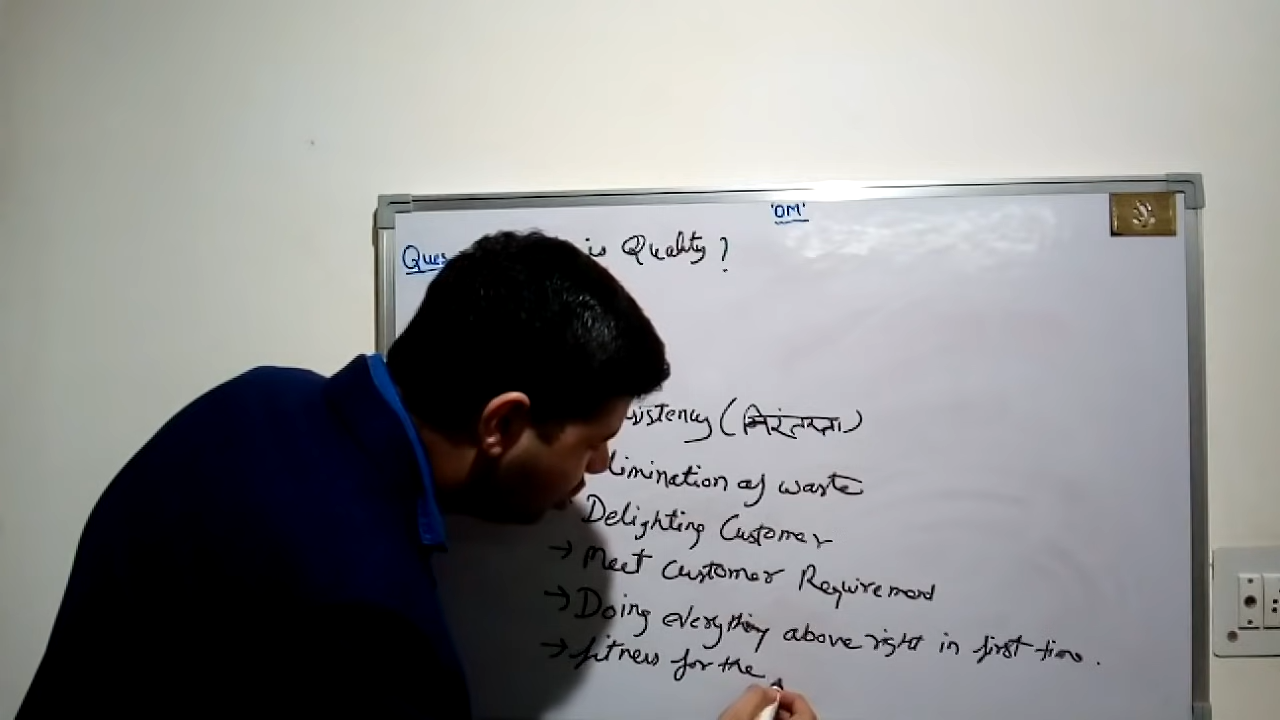 'OM'
Ques is Quality ?
sistency (निरंतरता)
limination of waste
Delighting Customer
→ Meet Customer Requirement
→ Doing everything above right in first time.
→ fitness for the